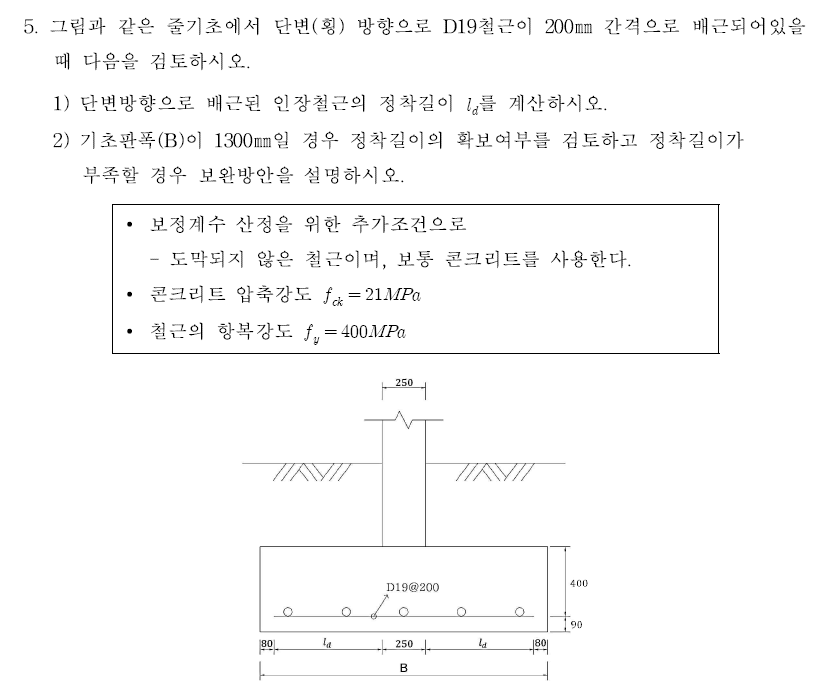 5. 그림과 같은 줄기초에서 단변(횡) 방향으로 D19철근이 200㎜ 간격으로 배근되어있을
때 다음을 검토하시오.
1) 단변방향으로 배근된 인장철근의 정착길이 l_d를 계산하시오.
2) 기초판폭(B)이 1300㎜일 경우 정착길이의 확보여부를 검토하고 정착길이가
부족할 경우 보완방안을 설명하시오.
• 보정계수 산정을 위한 추가조건으로
- 도막되지 않은 철근이며, 보통 콘크리트를 사용한다.
• 콘크리트 압축강도 f_ck = 21MPa
• 철근의 항복강도 f_y = 400MPa
250
D19@200
400
90
80 l_d 250 l_d 80
B